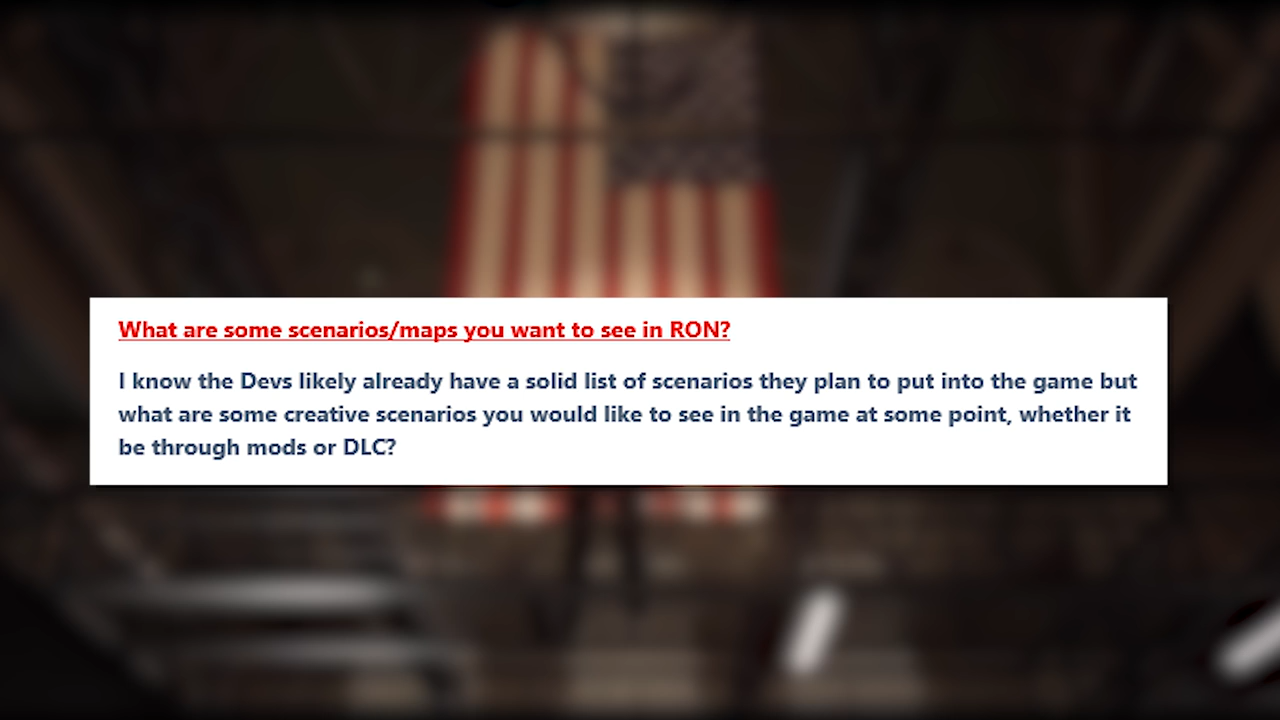 What are some scenarios/maps you want to see in RON?
I know the Devs likely already have a solid list of scenarios they plan to put into the game but
what are some creative scenarios you would like to see in the game at some point, whether it
be through mods or DLC?